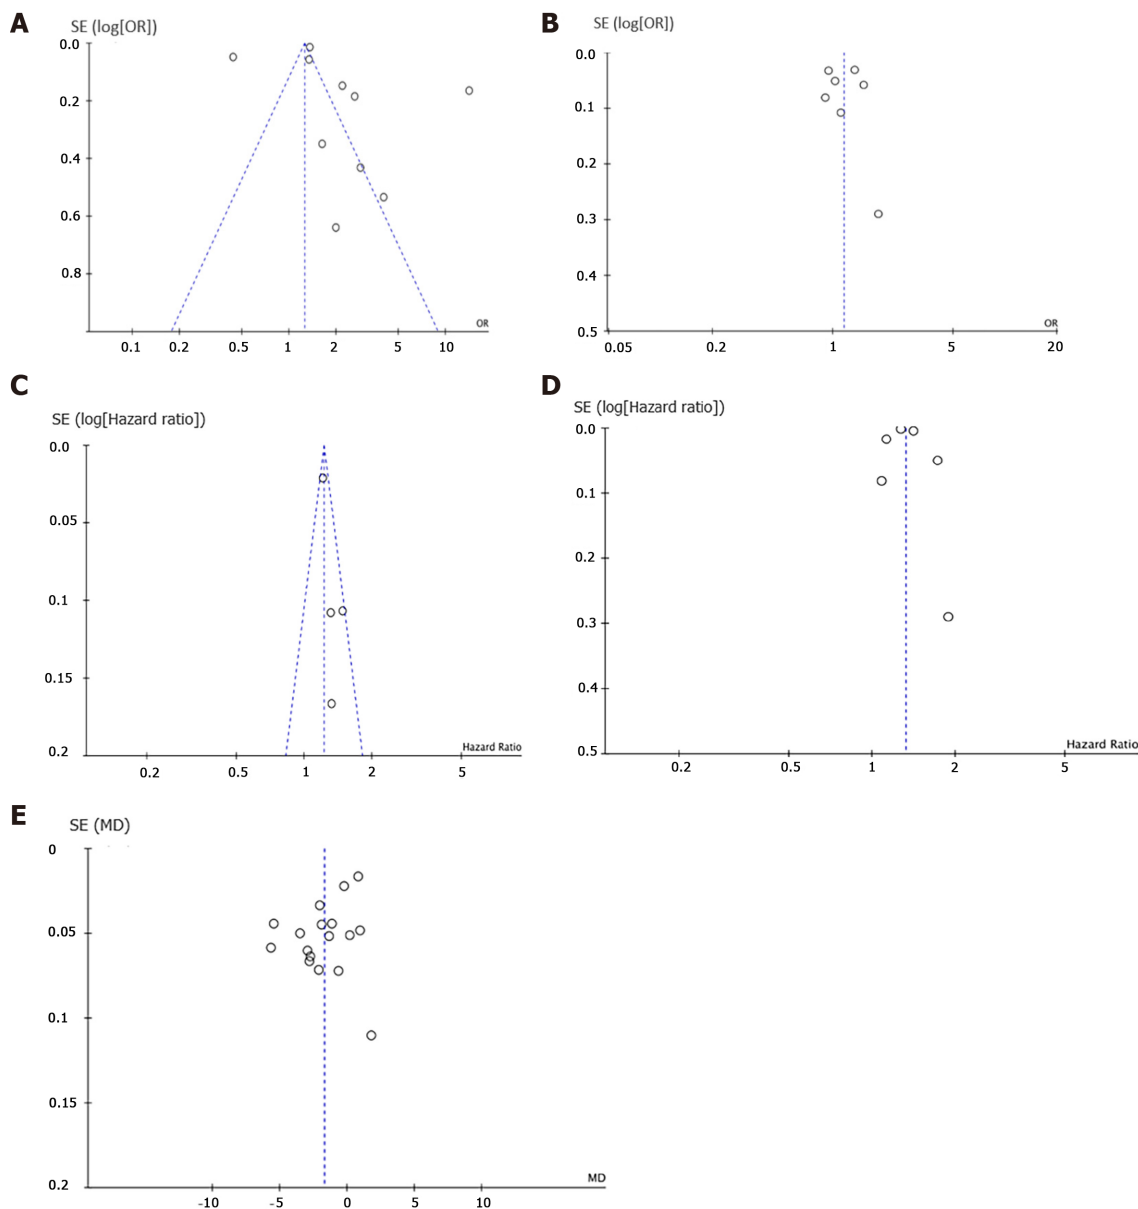 A
SE (log[OR])
0.0
0.2
0.4
0.6
0.8
OR
0.1 0.2 0.5 1 2 5 10
B
SE (log[OR])
0.0
0.1
0.2
0.3
0.4
0.5
OR
0.05 0.2 1 5 20
C
SE (log[Hazard ratio])
0.0
0.05
0.1
0.15
0.2
Hazard Ratio
0.2 0.5 1 2 5
D
SE (log[Hazard ratio])
0.0
0.1
0.2
0.3
0.4
0.5
Hazard Ratio
0.2 0.5 1 2 5
E
SE (MD)
0
0.05
0.1
0.15
0.2
MD
-10 -5 0 5 10